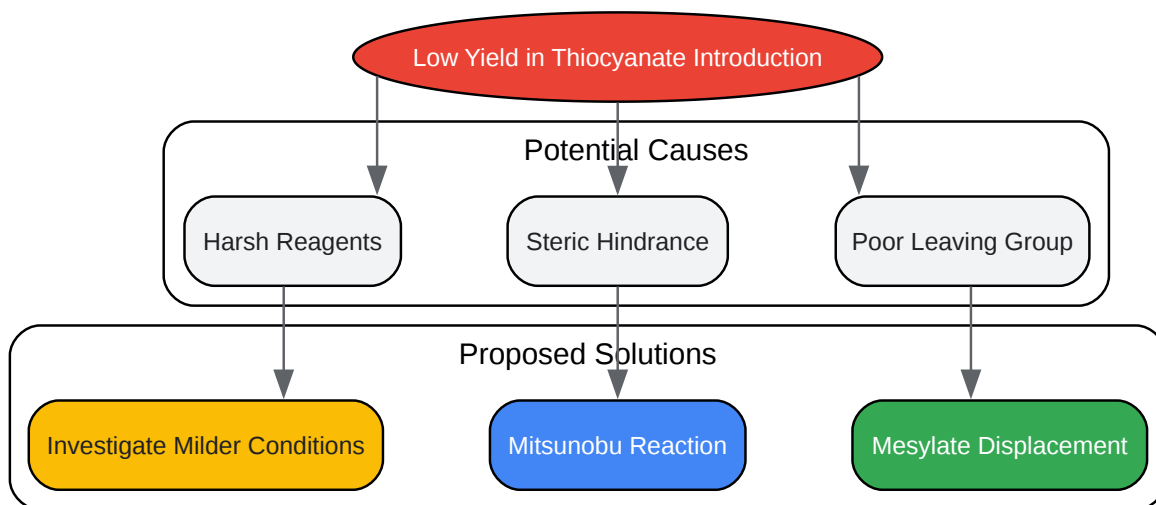 Low Yield in Thiocyanate Introduction
Potential Causes
Harsh Reagents
Steric Hindrance
Poor Leaving Group
Proposed Solutions
Investigate Milder Conditions
Mitsunobu Reaction
Mesylate Displacement